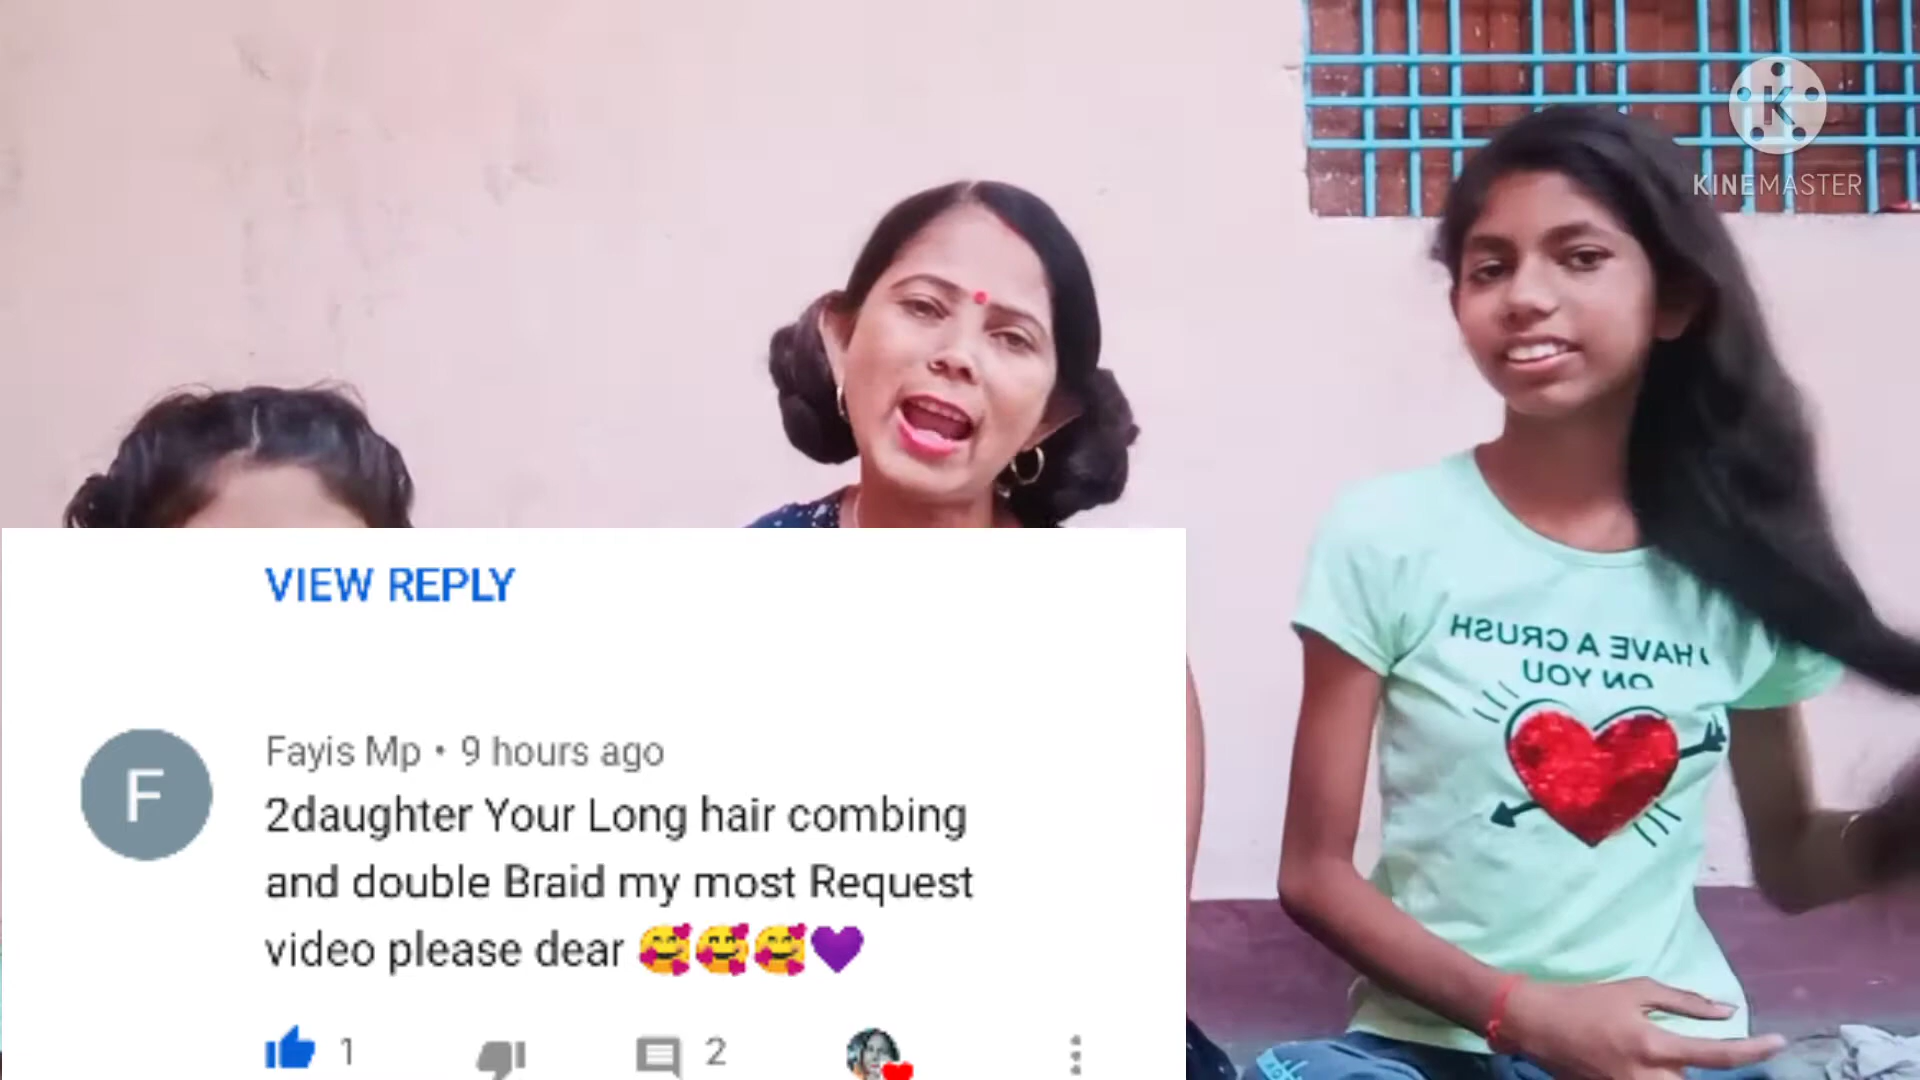 K
KINEMASTER
I HAVE A CRUSH
ON YOU
VIEW REPLY
F
Fayis Mp • 9 hours ago
2daughter Your Long hair combing
and double Braid my most Request
video please dear 🥰🥰🥰💜
1
2